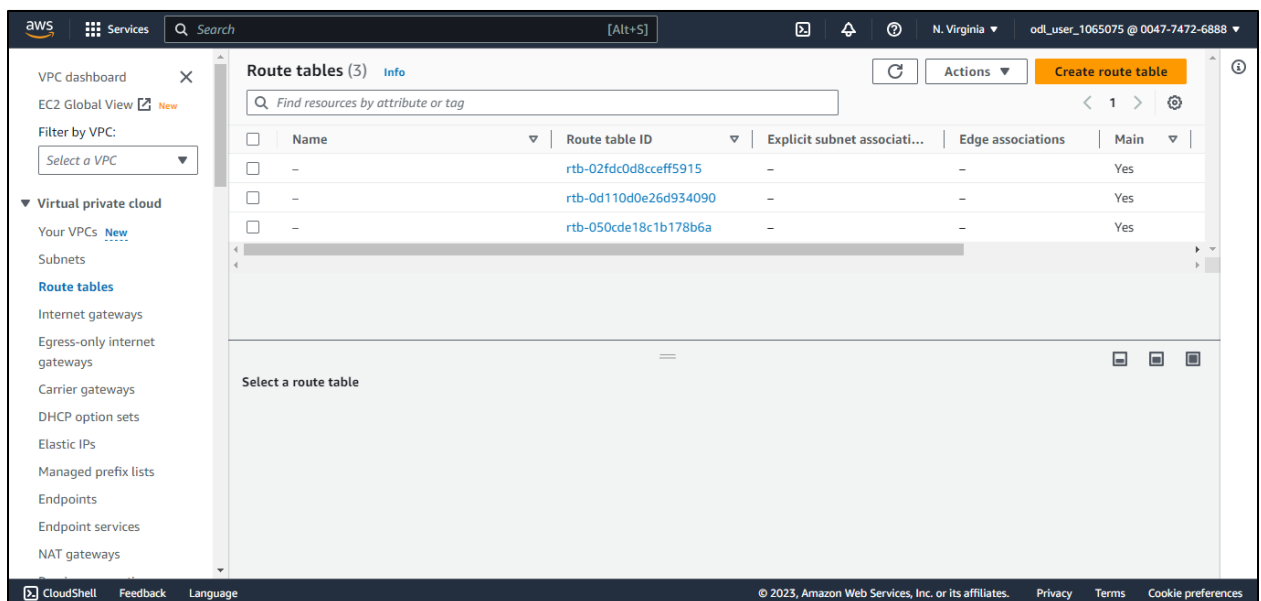 aws Services Search [Alt+S] N. Virginia odl_user_1065075 @ 0047-7472-6888
VPC dashboard
EC2 Global View New
Filter by VPC:
Select a VPC
Virtual private cloud
Your VPCs New
Subnets
Route tables
Internet gateways
Egress-only internet
gateways
Carrier gateways
DHCP option sets
Elastic IPs
Managed prefix lists
Endpoints
Endpoint services
NAT gateways
Route tables (3) Info Actions Create route table
Find resources by attribute or tag 1
Name Route table ID Explicit subnet associati... Edge associations Main
– rtb-02fdc0d8cceff5915 – – Yes
– rtb-0d110d0e26d934090 – – Yes
– rtb-050cde18c1b178b6a – – Yes
Select a route table
CloudShell Feedback Language © 2023, Amazon Web Services, Inc. or its affiliates. Privacy Terms Cookie preferences